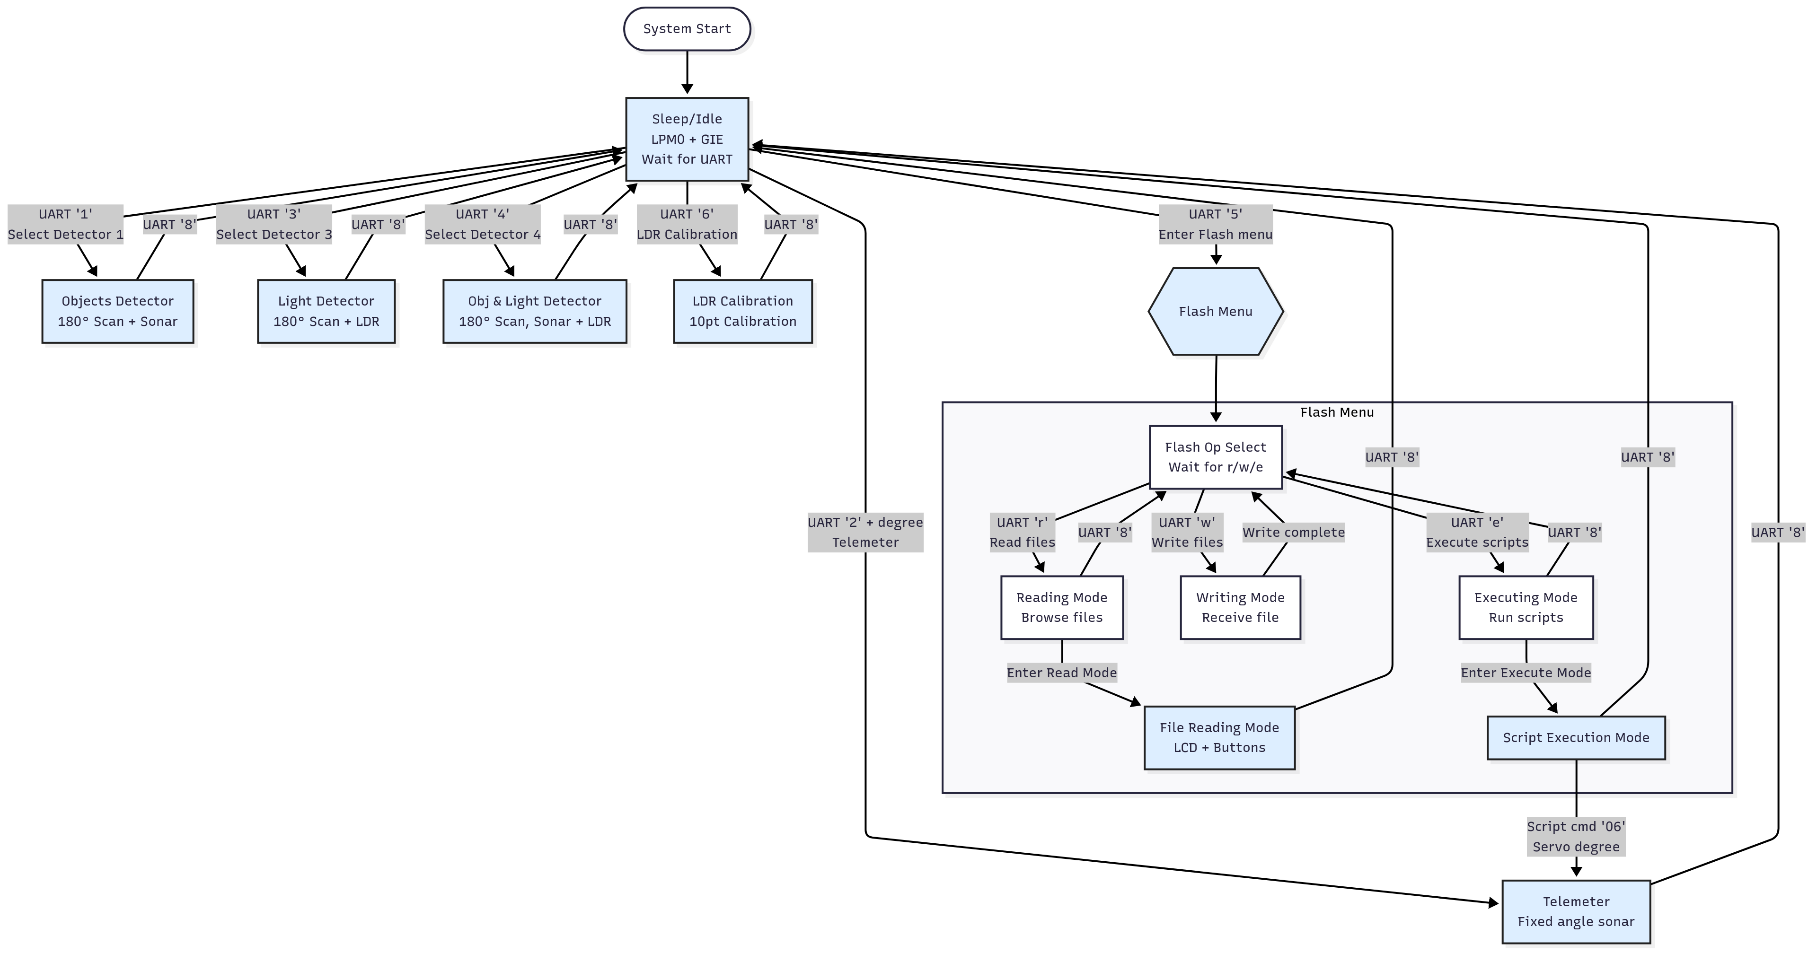 System Start
Sleep/Idle
LPM0 + GIE
Wait for UART
UART '1'
Select Detector 1
UART '8'
UART '3'
Select Detector 3
UART '8'
UART '4'
Select Detector 4
UART '8'
UART '6'
LDR Calibration
UART '8'
UART '5'
Enter Flash menu
Objects Detector
180° Scan + Sonar
Light Detector
180° Scan + LDR
Obj & Light Detector
180° Scan, Sonar + LDR
LDR Calibration
10pt Calibration
Flash Menu
Flash Menu
Flash Op Select
Wait for r/w/e
UART '8'
UART '8'
UART '2' + degree
Telemeter
UART 'r'
Read files
UART '8'
UART 'w'
Write files
Write complete
UART 'e'
Execute scripts
UART '8'
UART '8'
Reading Mode
Browse files
Writing Mode
Receive file
Executing Mode
Run scripts
Enter Read Mode
Enter Execute Mode
File Reading Mode
LCD + Buttons
Script Execution Mode
Script cmd '06'
Servo degree
Telemeter
Fixed angle sonar